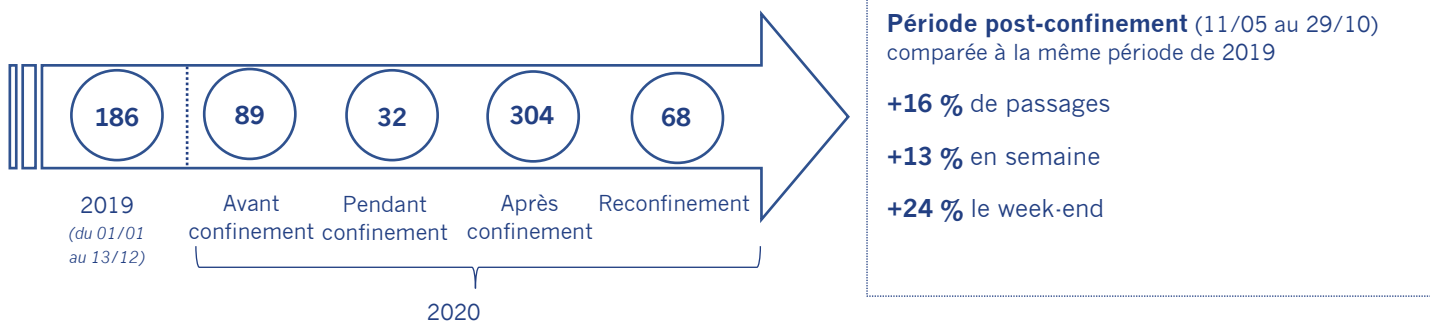 186
89
32
304
68
2019
(du 01/01
au 13/12)
Avant
confinement
Pendant
confinement
Après
confinement
Reconfinement
2020
Période post-confinement (11/05 au 29/10)
comparée à la même période de 2019
+16 % de passages
+13 % en semaine
+24 % le week-end